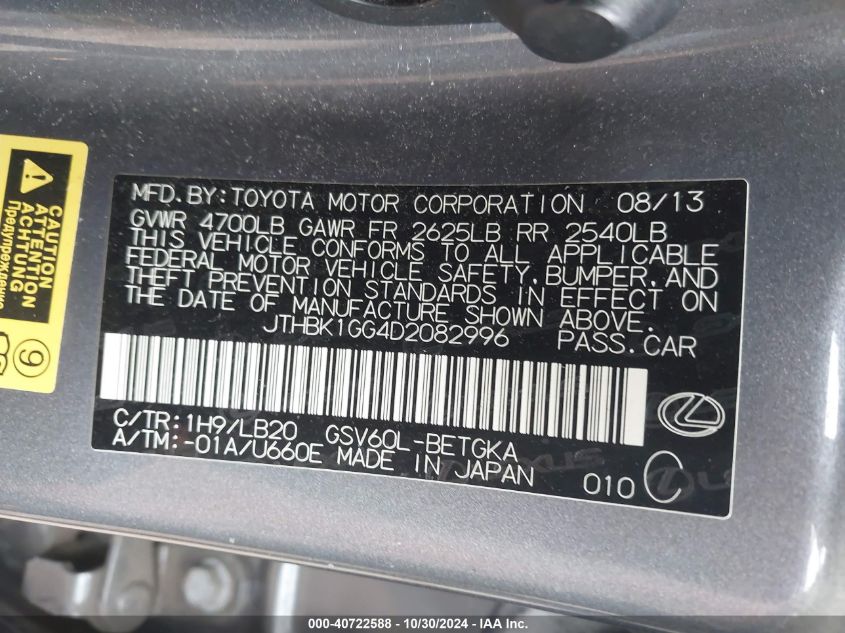 CAUTION
ATTENTION
ACHTUNG
Предупреждение
9
MFD. BY: TOYOTA MOTOR CORPORATION 08/13
GVWR 4700LB GAWR FR 2625LB RR 2540LB
THIS VEHICLE CONFORMS TO ALL APPLICABLE
FEDERAL MOTOR VEHICLE SAFETY, BUMPER, AND
THEFT PREVENTION STANDARDS IN EFFECT ON
THE DATE OF MANUFACTURE SHOWN ABOVE.
JTHBK1GG4D2082996 PASS. CAR
C/TR: 1H9/LB20 GSV60L-BETGKA
A/TM: -01A/U660E MADE IN JAPAN
010 C
000-40722588 - 10/30/2024 - IAA Inc.